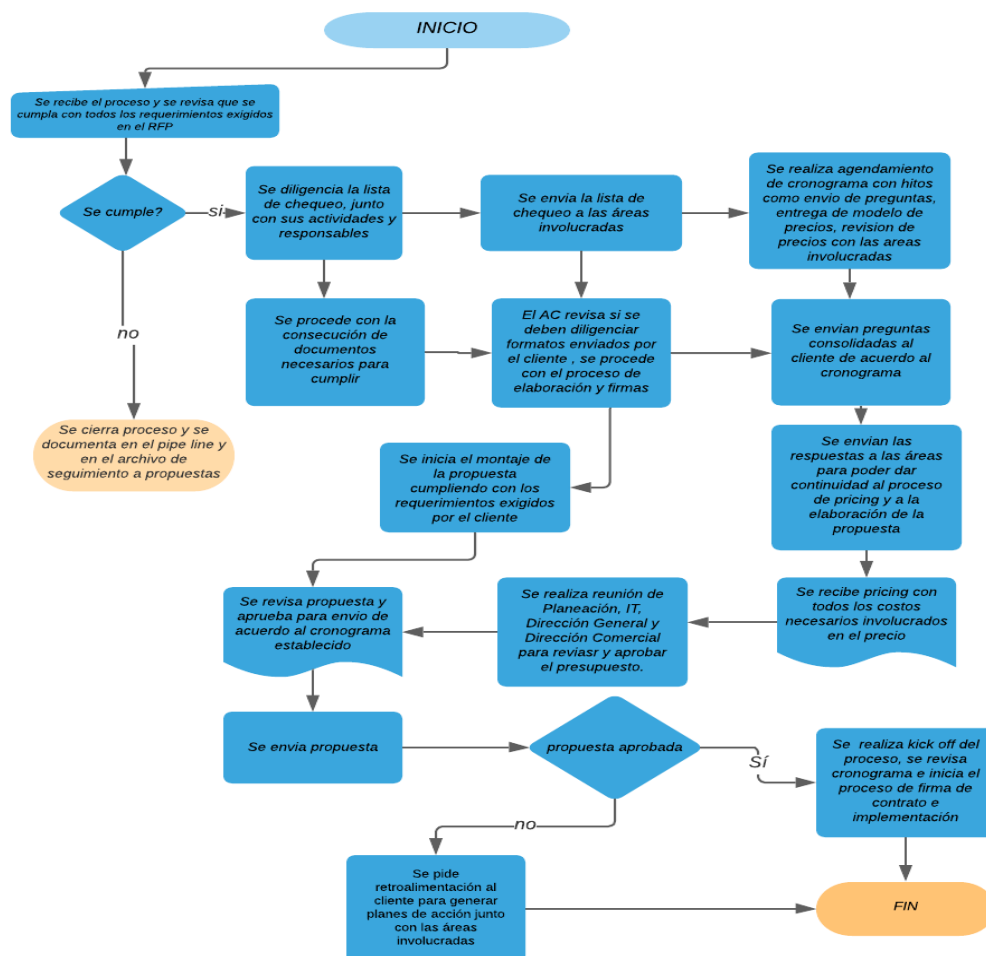 INICIO
Se recibe el proceso y se revisa que se
cumpla con todos los requerimientos exigidos
en el RFP
Se cumple?
si
Se diligencia la lista
de chequeo, junto
con sus actividades y
responsables
Se envia la lista de
chequeo a las áreas
involucradas
Se realiza agendamiento
de cronograma con hitos
como envio de preguntas,
entrega de modelo de
precios, revision de
precios con las areas
involucradas
no
Se procede con la
consecución de
documentos
necesarios para
cumplir
El AC revisa si se
deben diligenciar
formatos enviados por
el cliente , se procede
con el proceso de
elaboración y firmas
Se envian preguntas
consolidadas al
cliente de acuerdo al
cronograma
Se cierra proceso y se
documenta en el pipe line y
en el archivo de
seguimiento a propuestas
Se inicia el montaje de
la propuesta
cumpliendo con los
requerimientos exigidos
por el cliente
Se envian las
respuestas a las áreas
para poder dar
continuidad al proceso
de pricing y a la
elaboración de la
propuesta
Se revisa propuesta y
aprueba para envio de
acuerdo al cronograma
establecido
Se realiza reunión de
Planeación, IT,
Dirección General y
Dirección Comercial
para reviasr y aprobar
el presupuesto.
Se recibe pricing con
todos los costos
necesarios involucrados
en el precio
Se envia propuesta
propuesta aprobada
Sí
Se realiza kick off del
proceso, se revisa
cronograma e inicia el
proceso de firma de
contrato e
implementación
no
Se pide
retroalimentación al
cliente para generar
planes de acción junto
con las áreas
involucradas
FIN